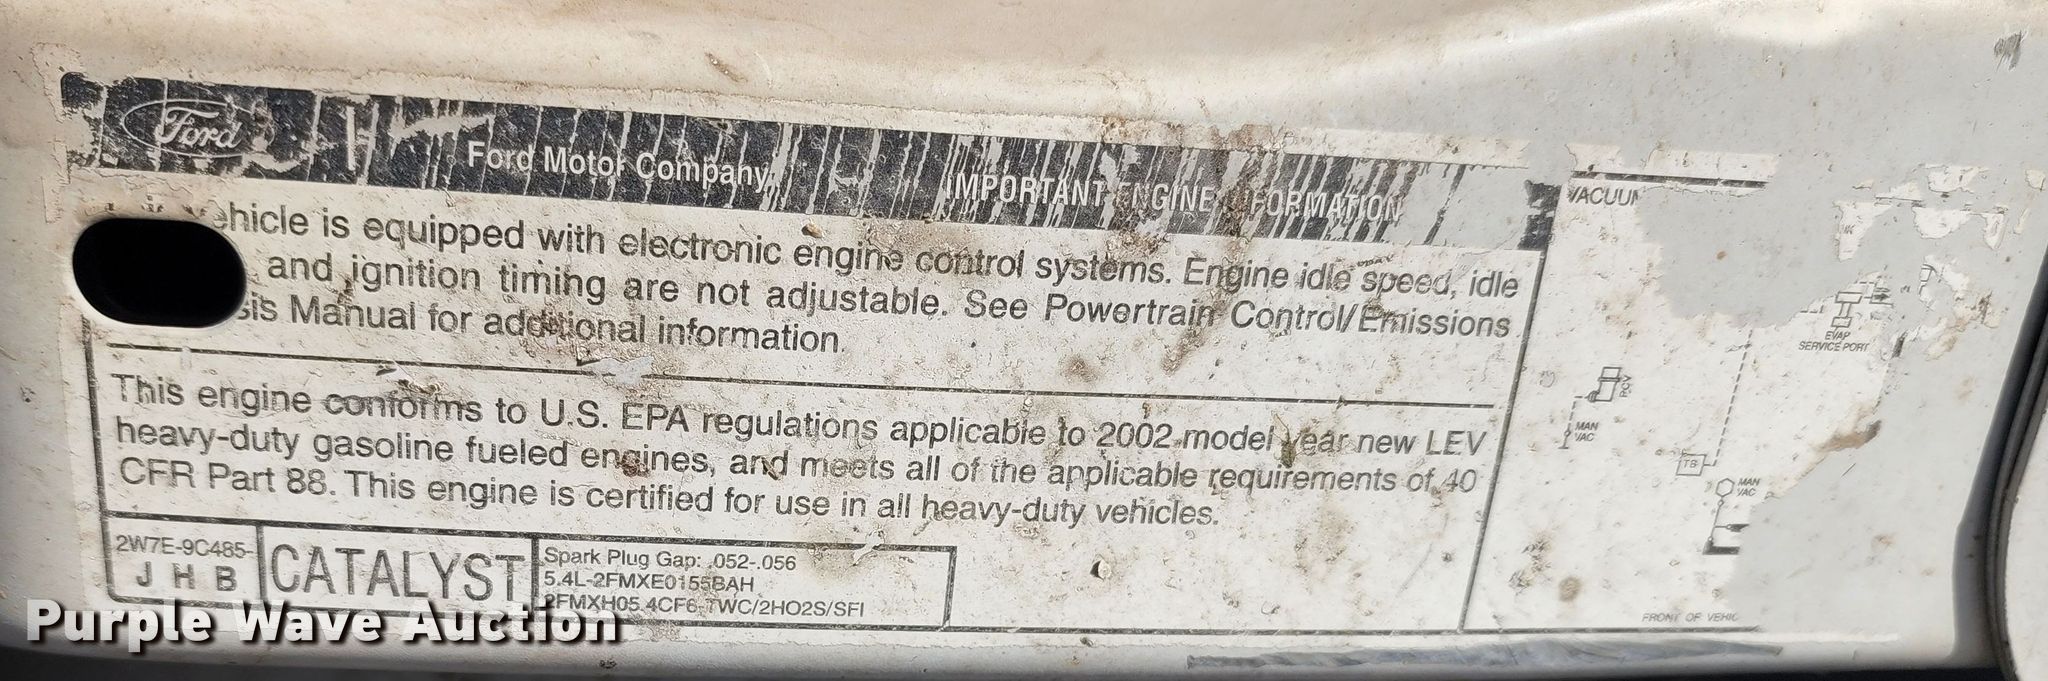 Ford
Ford Motor Company
IMPORTANT ENGINE FORMATION
ehicle is equipped with electronic engine control systems. Engine idle speed, idle
and ignition timing are not adjustable. See Powertrain Control/Emissions
sis Manual for additional information.
This engine conforms to U.S. EPA regulations applicable to 2002 model year new LEV
heavy-duty gasoline fueled engines, and meets all of the applicable requirements of 40
CFR Part 88. This engine is certified for use in all heavy-duty vehicles.
2W7E-9C485-
J H B
CATALYST
Spark Plug Gap: .052-.056
5.4L-2FMXE0155BAH
2FMXH05.4CF6-TWC/2HO2S/SFI
VACUUM
EVAP
SERVICE PORT
PCV
MAN
VAC
TB
MAN
VAC
FRONT OF VEHIC
Purple Wave Auction